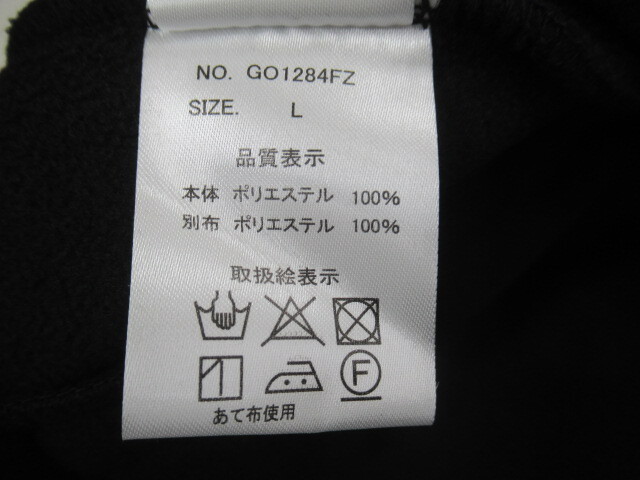 NO. GO1284FZ
SIZE. L
品質表示
本体 ポリエステル 100%
別布 ポリエステル 100%
取扱絵表示
F
あて布使用